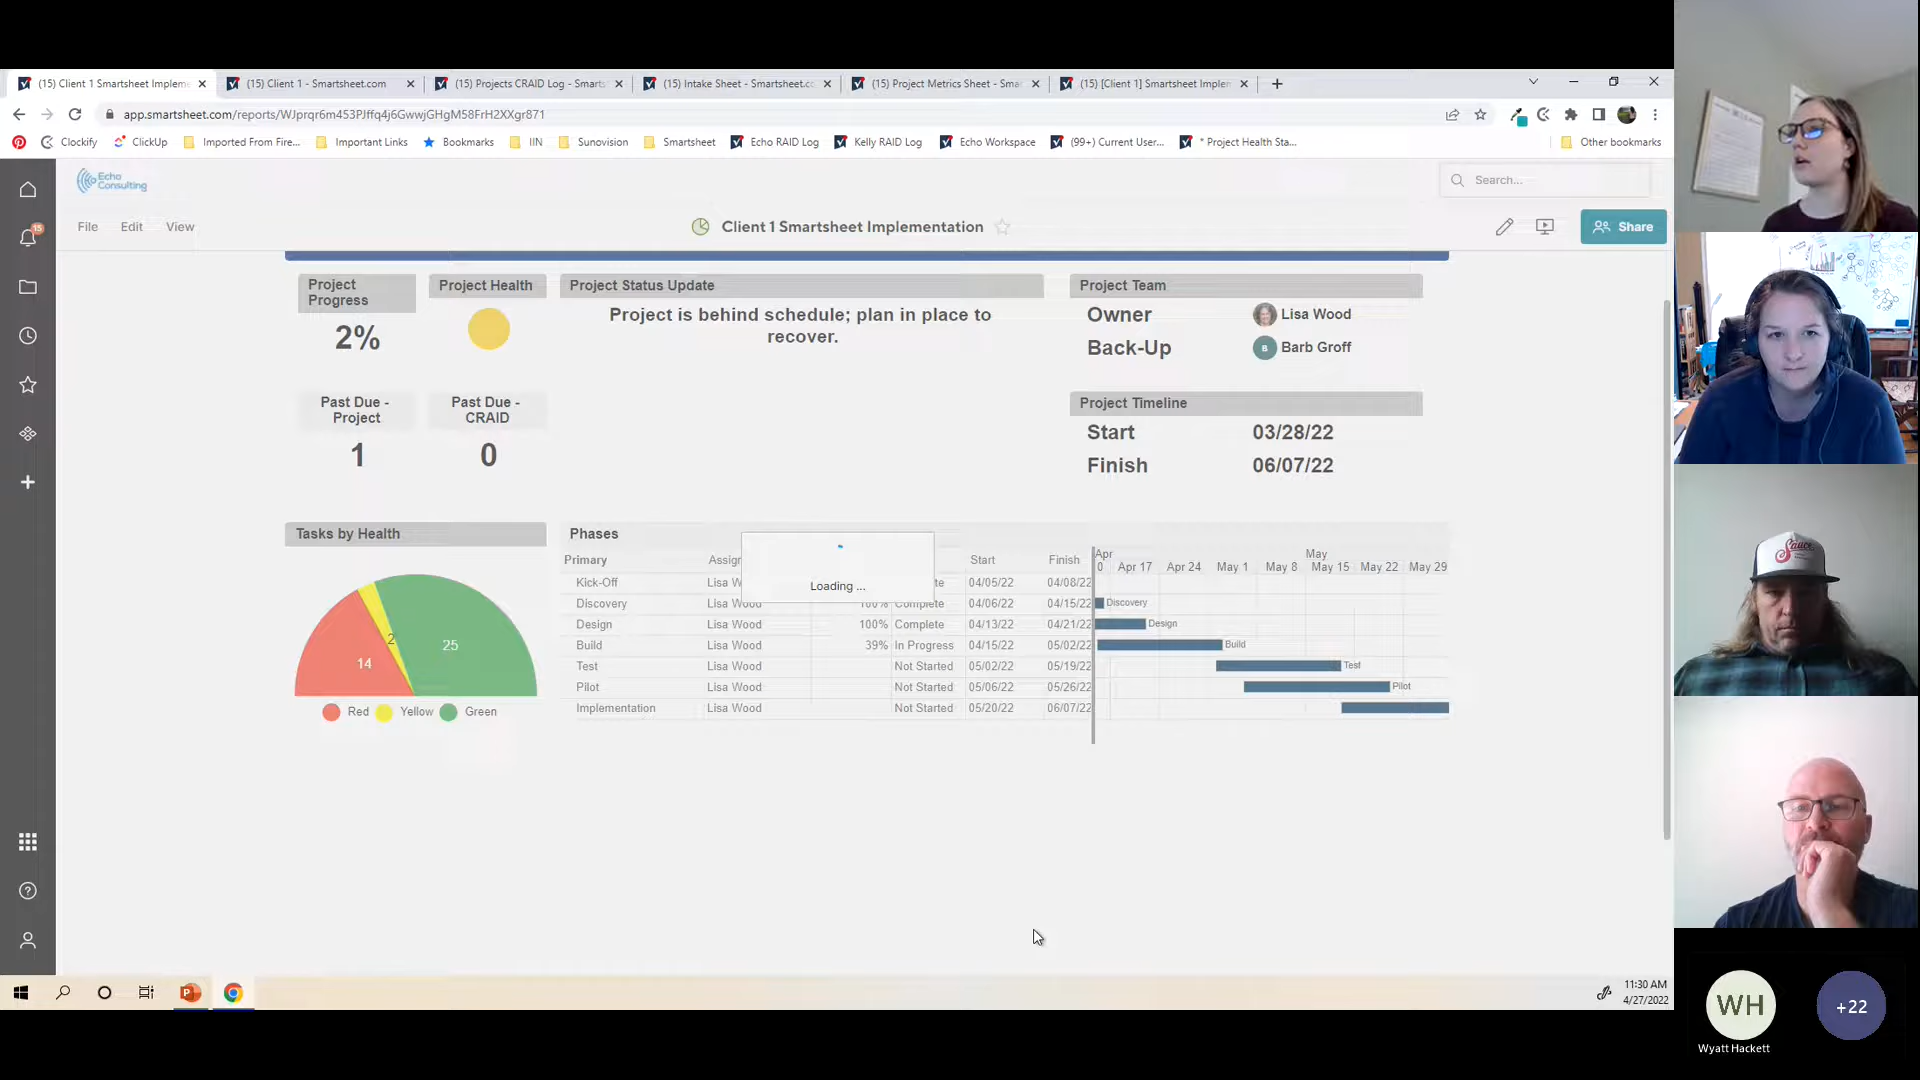 (15) Client 1 Smartsheet Impleme
(15) Client 1 - Smartsheet.com
(15) Projects CRAID Log - Smarts
(15) Intake Sheet - Smartsheet.co
(15) Project Metrics Sheet - Sma
(15) [Client 1] Smartsheet Implem
app.smartsheet.com/reports/WJprqr6m453PJffq4j6GwwjGHgM58FrH2XXgr871
Clockify ClickUp Imported From Fire... Important Links Bookmarks IIN Sunovision Smartsheet Echo RAID Log Kelly RAID Log Echo Workspace (99+) Current User... * Project Health Sta... Other bookmarks
Echo
Consulting
Search...
15
File Edit View
Client 1 Smartsheet Implementation
Share
Project
Progress
2%
Project Health
Project Status Update
Project is behind schedule; plan in place to
recover.
Project Team
Owner Lisa Wood
Back-Up B Barb Groff
Past Due -
Project
1
Past Due -
CRAID
0
Project Timeline
Start 03/28/22
Finish 06/07/22
Tasks by Health
14
2
25
Red Yellow Green
Phases
Primary Assign Start Finish
Kick-Off Lisa W te 04/05/22 04/08/22
Discovery Lisa Wood 100% Complete 04/06/22 04/15/22
Design Lisa Wood 100% Complete 04/13/22 04/21/22
Build Lisa Wood 39% In Progress 04/15/22 05/02/22
Test Lisa Wood Not Started 05/02/22 05/19/22
Pilot Lisa Wood Not Started 05/06/22 05/26/22
Implementation Lisa Wood Not Started 05/20/22 06/07/22
Loading ...
Apr May
0 Apr 17 Apr 24 May 1 May 8 May 15 May 22 May 29
Discovery
Design
Build
Test
Pilot
11:30 AM
4/27/2022
Sauce
WH
Wyatt Hackett
+22